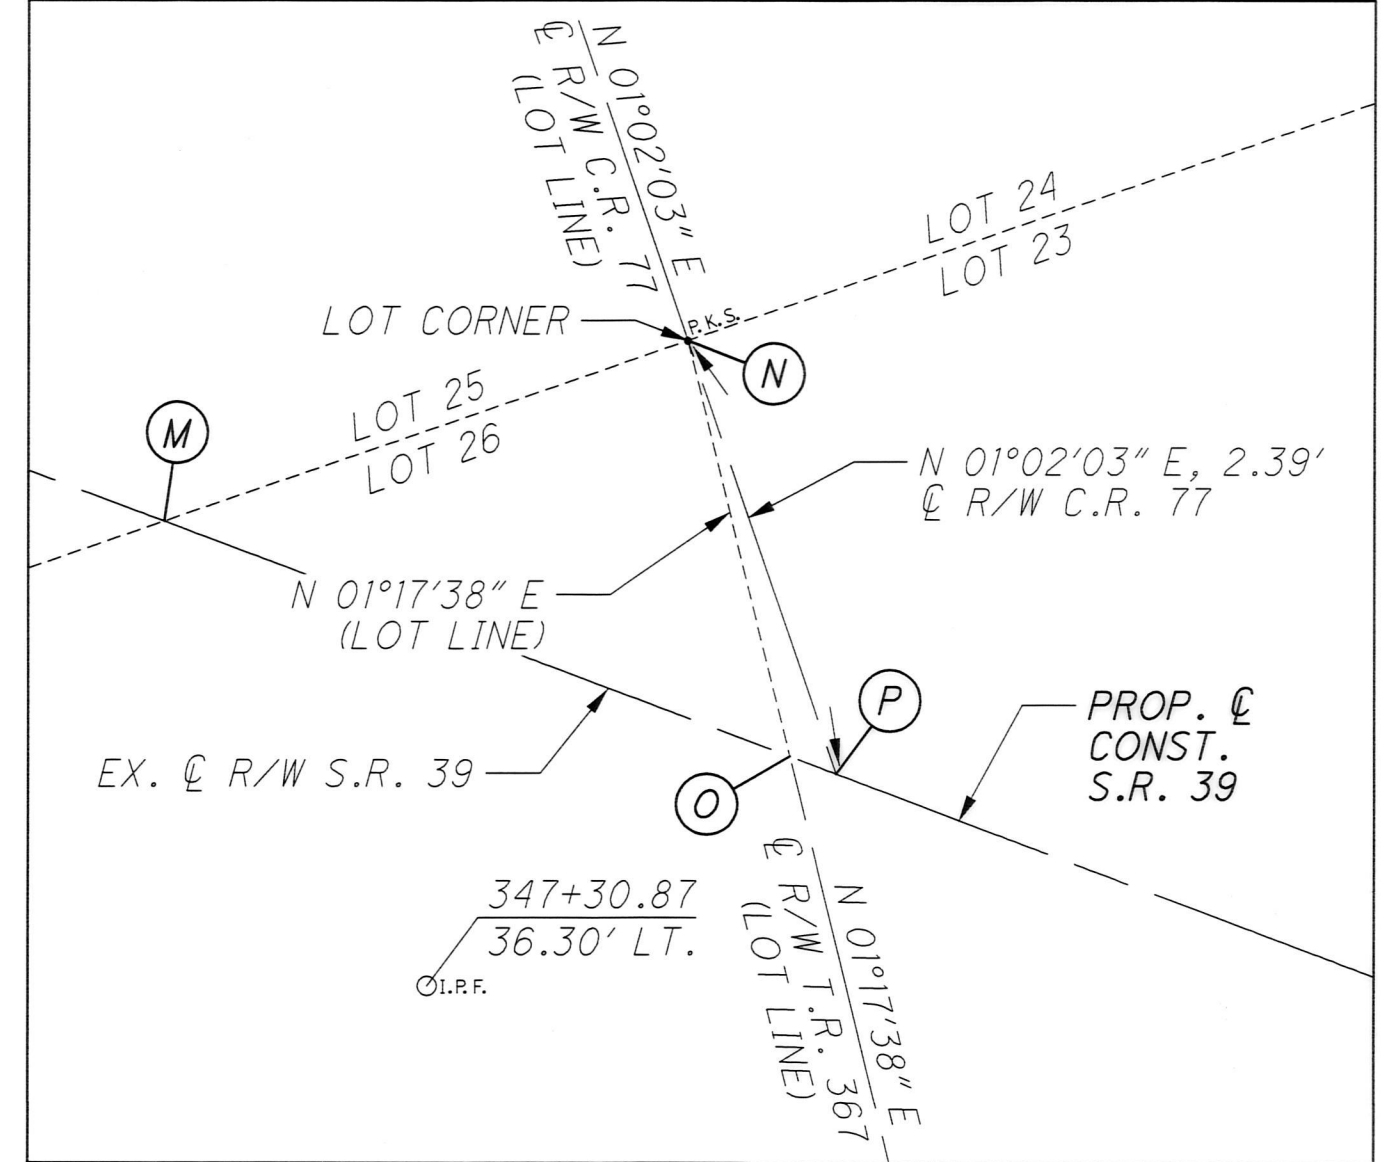 N 01°02'03" E
℄ R/W C.R. 77
(LOT LINE)
LOT 24
LOT 23
P.K.S.
LOT CORNER
N
LOT 25
LOT 26
M
N 01°02'03" E, 2.39'
℄ R/W C.R. 77
N 01°17'38" E
(LOT LINE)
P
PROP. ℄
CONST.
S.R. 39
EX. ℄ R/W S.R. 39
O
347+30.87
36.30' LT.
I.P.F.
N 01°17'38" E
℄ R/W T.R. 367
(LOT LINE)